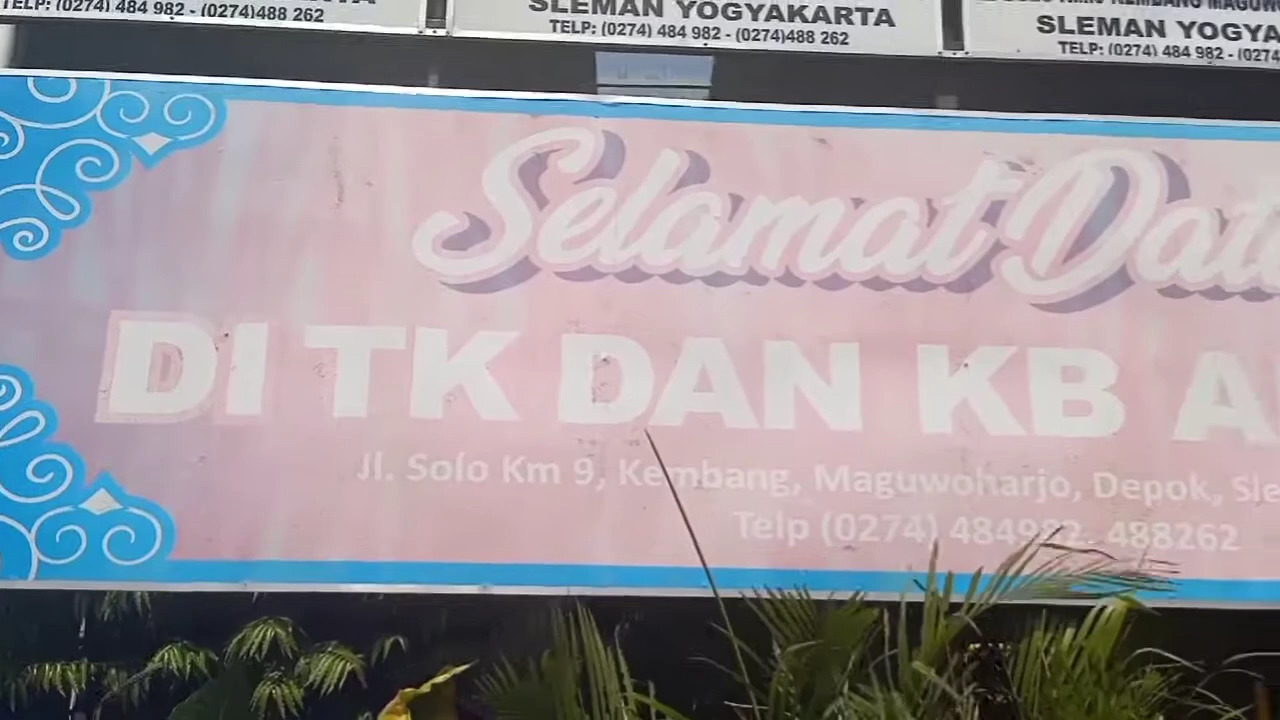 TELP: (0274) 484 982 - (0274)488 262
SLEMAN YOGYAKARTA
TELP: (0274) 484 982 - (0274)488 262
SLEMAN YOGYA
TELP: (0274) 484 982 - (0274
Selamat Dat
DI TK DAN KB A
Jl. Solo Km 9, Kembang, Maguwoharjo, Depok, Sle
Telp (0274) 484982. 488262